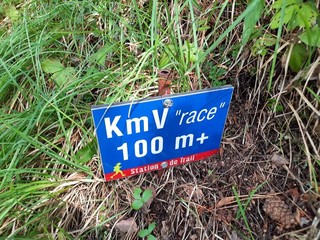 KmV "race"
100 m+
Station de Trail